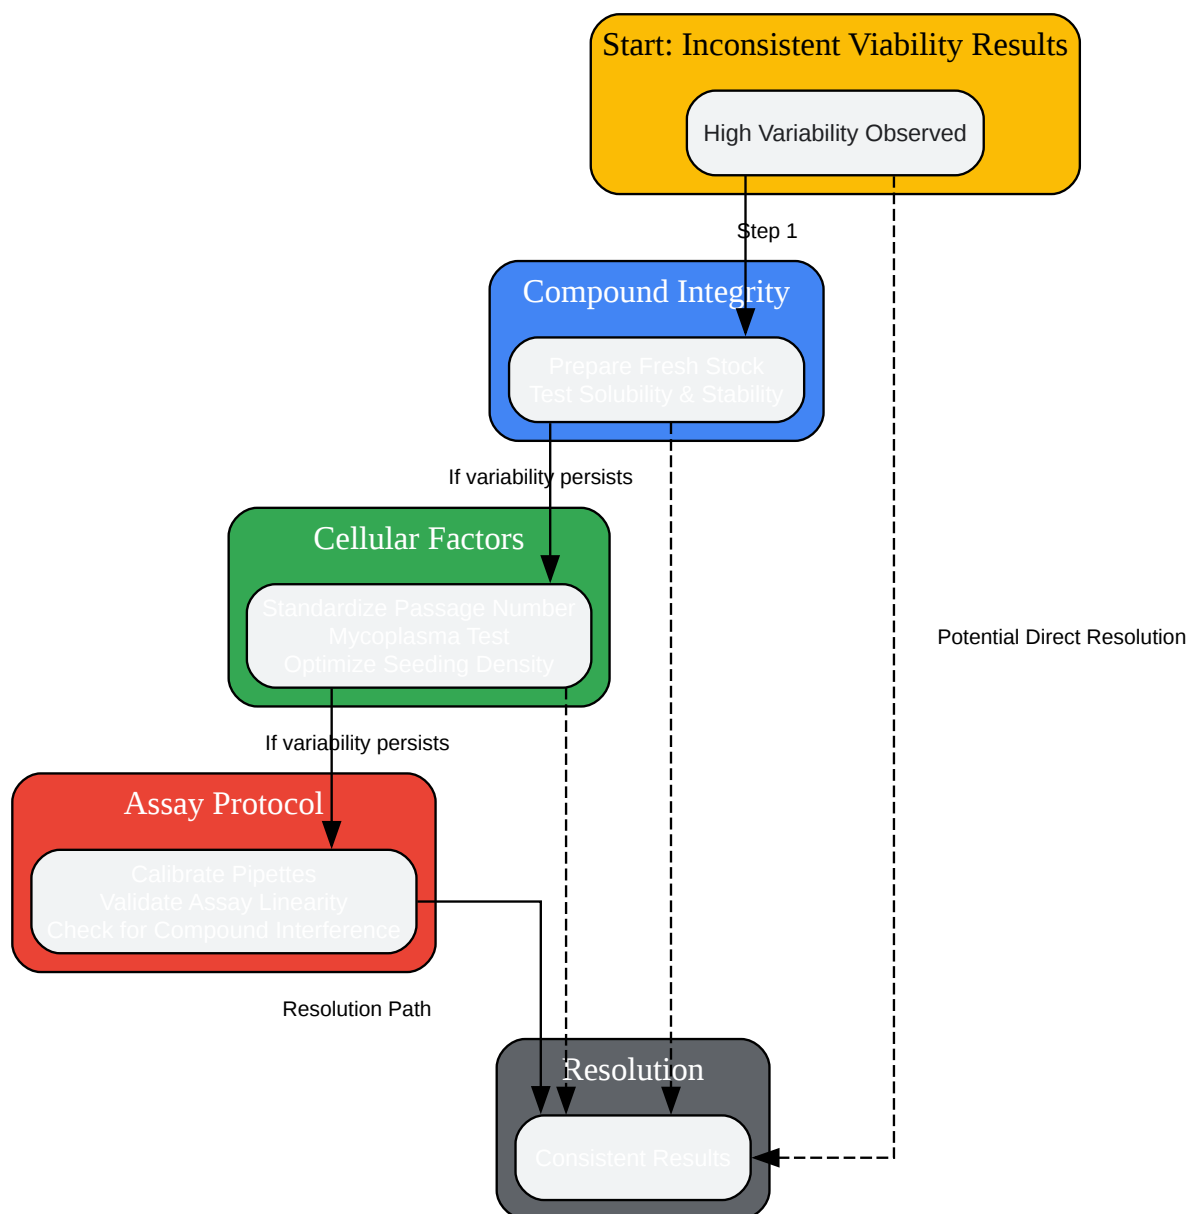 Start: Inconsistent Viability Results
High Variability Observed
Step 1
Compound Integrity
Prepare Fresh Stock
Test Solubility & Stability
If variability persists
Cellular Factors
Standardize Passage Number
Mycoplasma Test
Optimize Seeding Density
Potential Direct Resolution
If variability persists
Assay Protocol
Calibrate Pipettes
Validate Assay Linearity
Check for Compound Interference
Resolution Path
Resolution
Consistent Results